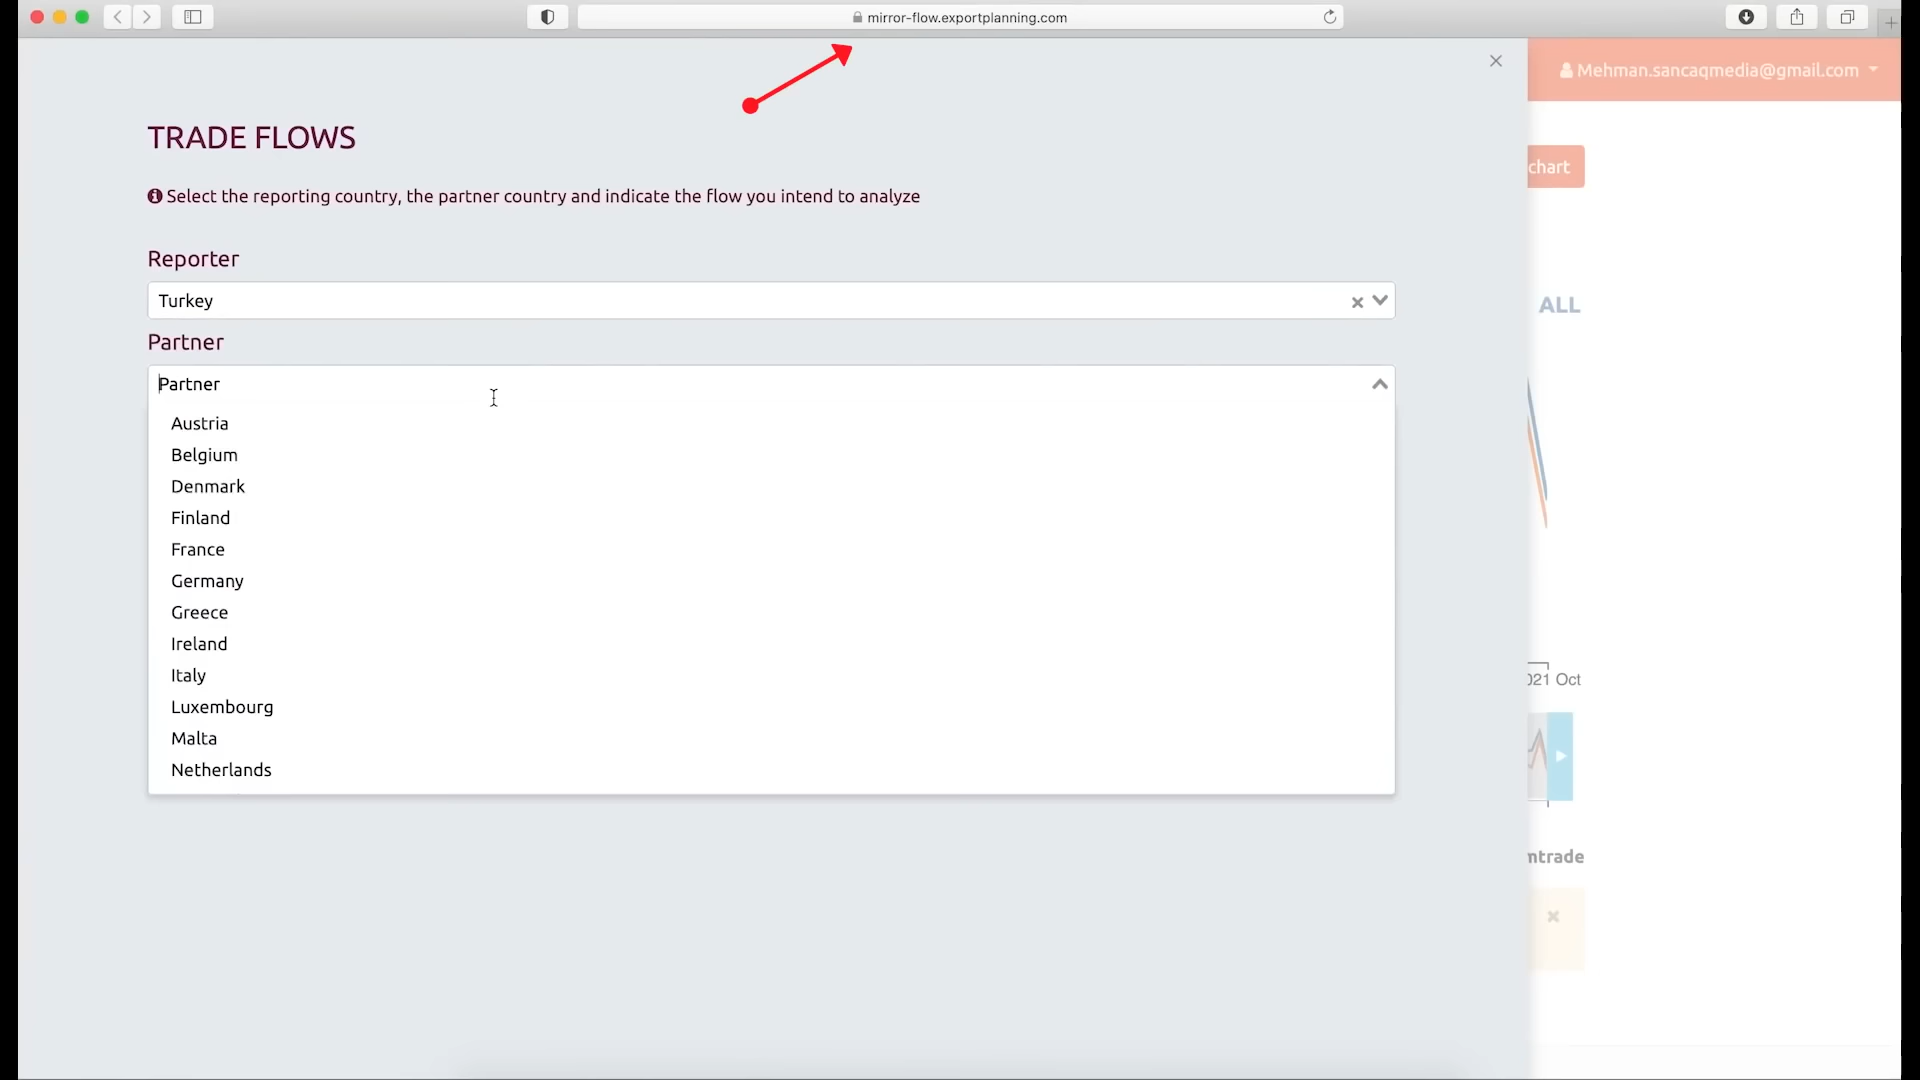 mirror-flow.exportplanning.com
Mehman.sancaqmedia@gmail.com
TRADE FLOWS
chart
Select the reporting country, the partner country and indicate the flow you intend to analyze
Reporter
Turkey
ALL
Partner
Partner
Austria
Belgium
Denmark
Finland
France
Germany
Greece
Ireland
Italy
021 Oct
Luxembourg
Malta
Netherlands
mtrade